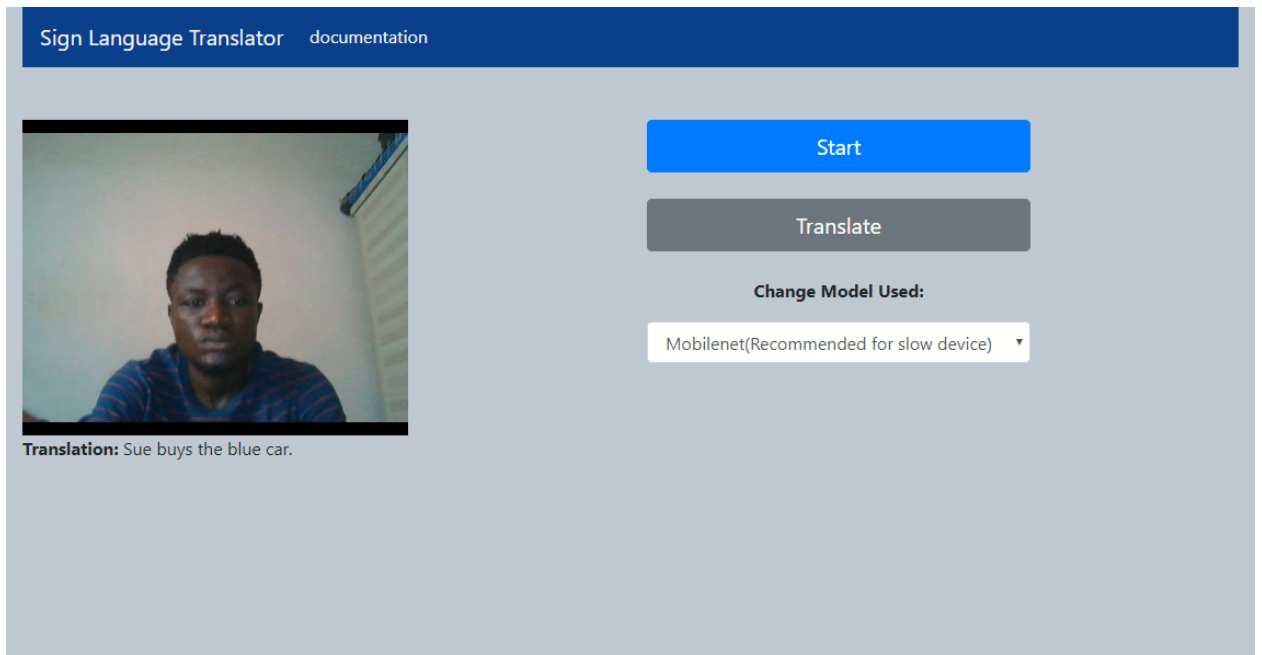 Sign Language Translator documentation
Start
Translate
Change Model Used:
Mobilenet(Recommended for slow device)
Translation: Sue buys the blue car.